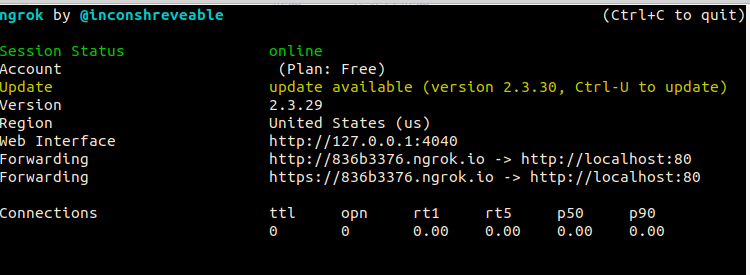 ngrok by @inconshreveable (Ctrl+C to quit)
Session Status online
Account (Plan: Free)
Update update available (version 2.3.30, Ctrl-U to update)
Version 2.3.29
Region United States (us)
Web Interface http://127.0.0.1:4040
Forwarding http://836b3376.ngrok.io -> http://localhost:80
Forwarding https://836b3376.ngrok.io -> http://localhost:80
Connections ttl opn rt1 rt5 p50 p90
0 0 0.00 0.00 0.00 0.00